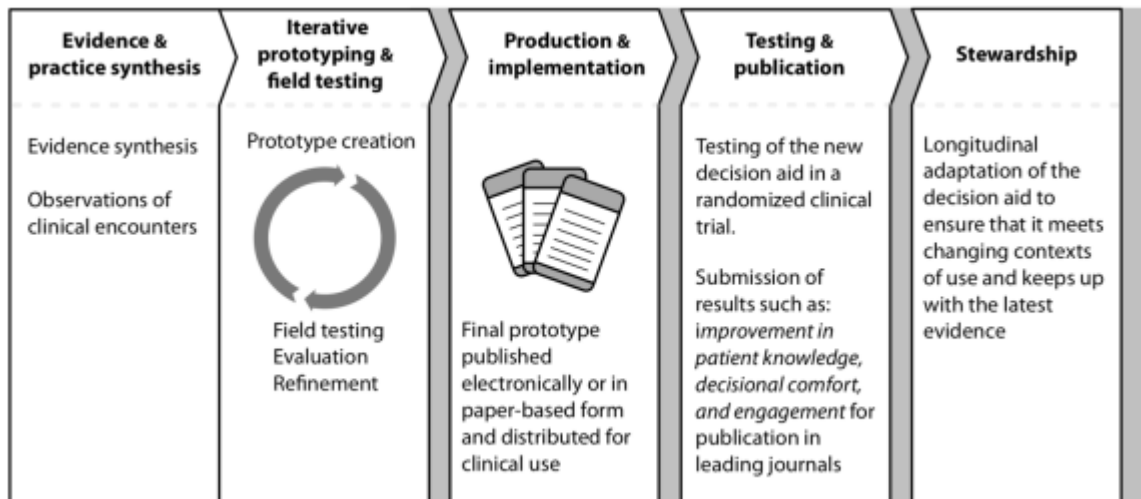 Evidence &
practice synthesis
Evidence synthesis
Observations of
clinical encounters
Iterative
prototyping &
field testing
Prototype creation
Field testing
Evaluation
Refinement
Production &
implementation
Final prototype
published
electronically or in
paper-based form
and distributed for
clinical use
Testing &
publication
Testing of the new
decision aid in a
randomized clinical
trial.
Submission of
results such as:
improvement in
patient knowledge,
decisional comfort,
and engagement for
publication in
leading journals
Stewardship
Longitudinal
adaptation of the
decision aid to
ensure that it meets
changing contexts
of use and keeps up
with the latest
evidence